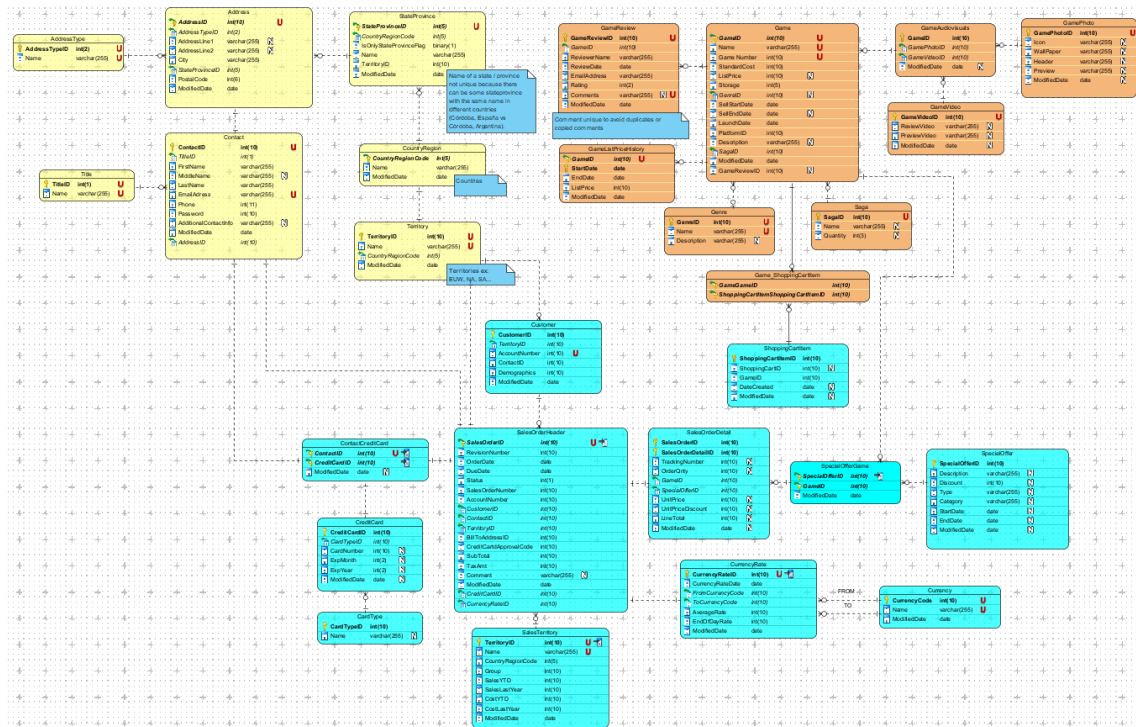 AddressType
AddressTypeID int(2) U
Name varchar(255) U
Address
AddressID int(10) U
AddressTypeID int(2)
AddressLine1 varchar(255) N
AddressLine2 varchar(255) N
City varchar(255)
StateProvinceID int(5)
PostalCode int(8)
ModifiedDate date
StateProvince
StateProvinceID int(5) U
CountryRegionCode int(5)
IsOnlyStateProvinceFlag binary(1)
Name varchar(255)
TerritoryID int(10)
ModifiedDate date
Name of a state / province
not unique because there
can be some stateprovince
with the same name in
different countries
(Córdoba, España vs
Córdoba, Argentina).
Contact
ContactID int(10) U
TitleID int(1)
FirstName varchar(255)
MiddleName varchar(255) N
LastName varchar(255)
EmailAdress varchar(255) U
Phone int(11)
Password int(10)
AdditionalContactInfo varchar(255) N
ModifiedDate date
AddressID int(10)
Title
TitleID int(1) U
Name varchar(255) U
CountryRegion
CountryRegionCode int(5)
Name varchar(255)
ModifiedDate date
Countries
Territory
TerritoryID int(10) U
Name varchar(255) U
CountryRegionCode int(5)
ModifiedDate date
Territories ex:
EUW, NA, SA...
GameReview
GameReviewID int(10) U
GameID int(10)
ReviewerName varchar(255)
ReviewDate date
EmailAddress varchar(255)
Rating int(2)
Comments varchar(255) N U
ModifiedDate date
Comment unique to avoid duplicates or
copied comments
GameListPriceHistory
GameID int(10) U
StartDate date
EndDate date
ListPrice int(10)
ModifiedDate date
Game
GameID int(10) U
Name varchar(255) U
Game Number int(10) U
StandardCost int(10)
ListPrice int(10) N
Storage int(5)
GenreID int(10) N
SellStartDate date
SellEndDate date N
LaunchDate date
PlatformID int(10)
Description varchar(255) N
SagaID int(10)
ModifiedDate date
GameReviewID int(10) N
GameAudiovisuals
GameID int(10)
GamePhotoID int(10)
GameVideoID int(10)
ModifiedDate date N
GamePhoto
GamePhotoID int(10) U
Icon varchar(255) N
WallPaper varchar(255) N
Header varchar(255) N
Preview varchar(255) N
ModifiedDate date N
GameVideo
GameVideoID int(10) U
ReviewVideo varchar(255) N
PreviewVideo varchar(255) N
ModifiedDate date N
Genre
GenreID int(10) U
Name varchar(255) U
Description varchar(255) N
Saga
SagaID int(10) U
Name varchar(255) N
Quantity int(5) N
Game_ShoppingCartItem
GameGameID int(10)
ShoppingCartItemShoppingCartItemID int(10)
ShoppingCartItem
ShoppingCartItemID int(10)
ShoppingCartID int(10) N
GameID int(10)
DateCreated date N
ModifiedDate date N
Customer
CustomerID int(10)
TerritoryID int(10)
AccountNumber int(10) U
ContactID int(10)
Demographics int(10)
ModifiedDate date
ContactCreditCard
ContactID int(10) U
CreditCardID int(10)
ModifiedDate date N
CreditCard
CreditCardID int(10)
CardTypeID int(10)
CardNumber int(10) N
ExpMonth int(2) N
ExpYear int(2) N
ModifiedDate date N
CardType
CardTypeID int(10)
Name varchar(255) N
SalesOrderHeader
SalesOrderID int(10) U
RevisionNumber int(10)
OrderDate date
DueDate date
Status int(1)
SalesOrderNumber int(10)
AccountNumber int(10)
CustomerID int(10)
ContactID int(10)
TerritoryID int(10)
BillToAddressID int(10)
CreditCardApprovalCode int(10)
SubTotal int(10)
TaxAmt int(10)
Comment varchar(255) N
ModifiedDate date
CreditCardID int(10)
CurrencyRateID int(10)
SalesOrderDetail
SalesOrderID int(10)
SalesOrderDetailID int(10)
TrackingNumber int(10) N
OrderQnty int(10) N
GameID int(10)
SpecialOfferID int(10)
UnitPrice int(10) N
UnitPriceDiscount int(10) N
LineTotal int(10) N
ModifiedDate date N
SpecialOfferGame
SpecialOfferID int(10)
GameID int(10)
ModifiedDate date
SpecialOffer
SpecialOfferID int(10)
Description varchar(255) N
Discount int(10) N
Type varchar(255) N
Category varchar(255) N
StartDate date N
EndDate date N
ModifiedDate date N
CurrencyRate
CurrencyRateID int(10) U
CurrencyRateDate date
FromCurrencyCode int(10)
ToCurrencyCode int(10)
AverageRate int(10)
EndOfDayRate int(10)
ModifiedDate date
FROM
TO
Currency
CurrencyCode int(10) U
Name varchar(255) U
ModifiedDate date
SalesTerritory
TerritoryID int(10) U
Name varchar(255) U
CountryRegionCode int(5)
Group int(10)
SalesYTD int(10)
SalesLastYear int(10)
CostYTD int(10)
CostLastYear int(10)
ModifiedDate date